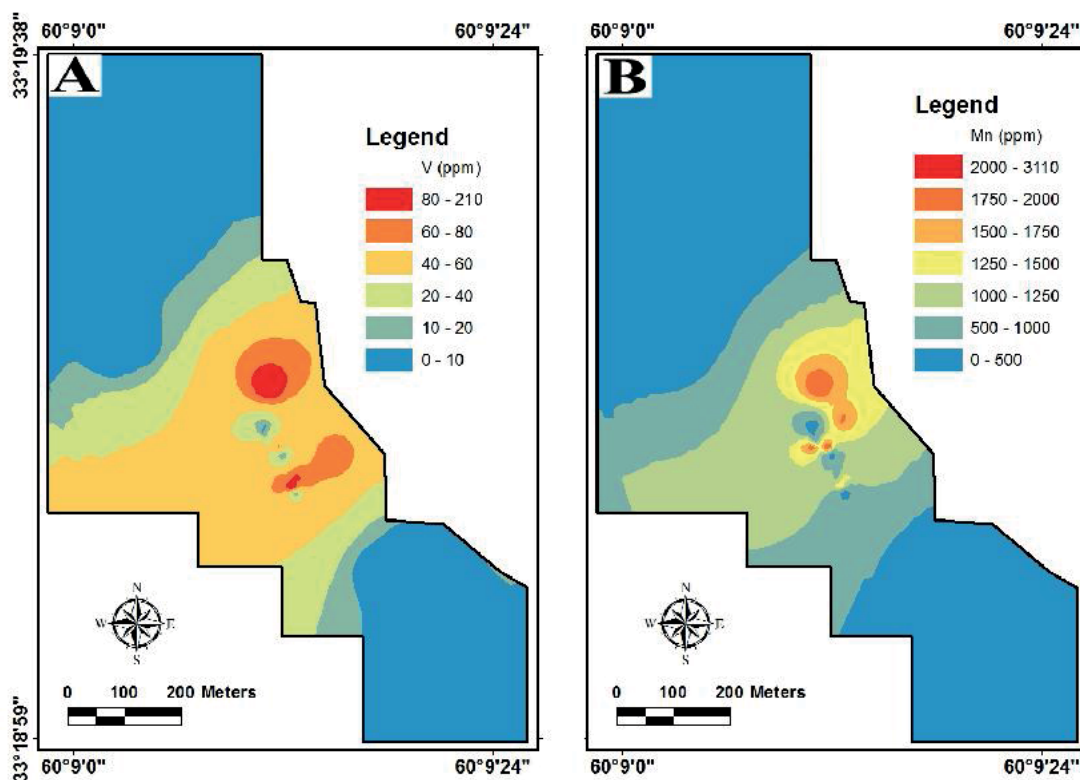 60°9'0"
60°9'24"
33°19'38"
33°18'59"
A
Legend
V (ppm)
80 - 210
60 - 80
40 - 60
20 - 40
10 - 20
0 - 10
N
W
E
S
0 100 200 Meters
60°9'0"
60°9'24"
60°9'0"
60°9'24"
B
Legend
Mn (ppm)
2000 - 3110
1750 - 2000
1500 - 1750
1250 - 1500
1000 - 1250
500 - 1000
0 - 500
N
W
E
S
0 100 200 Meters
60°9'0"
60°9'24"